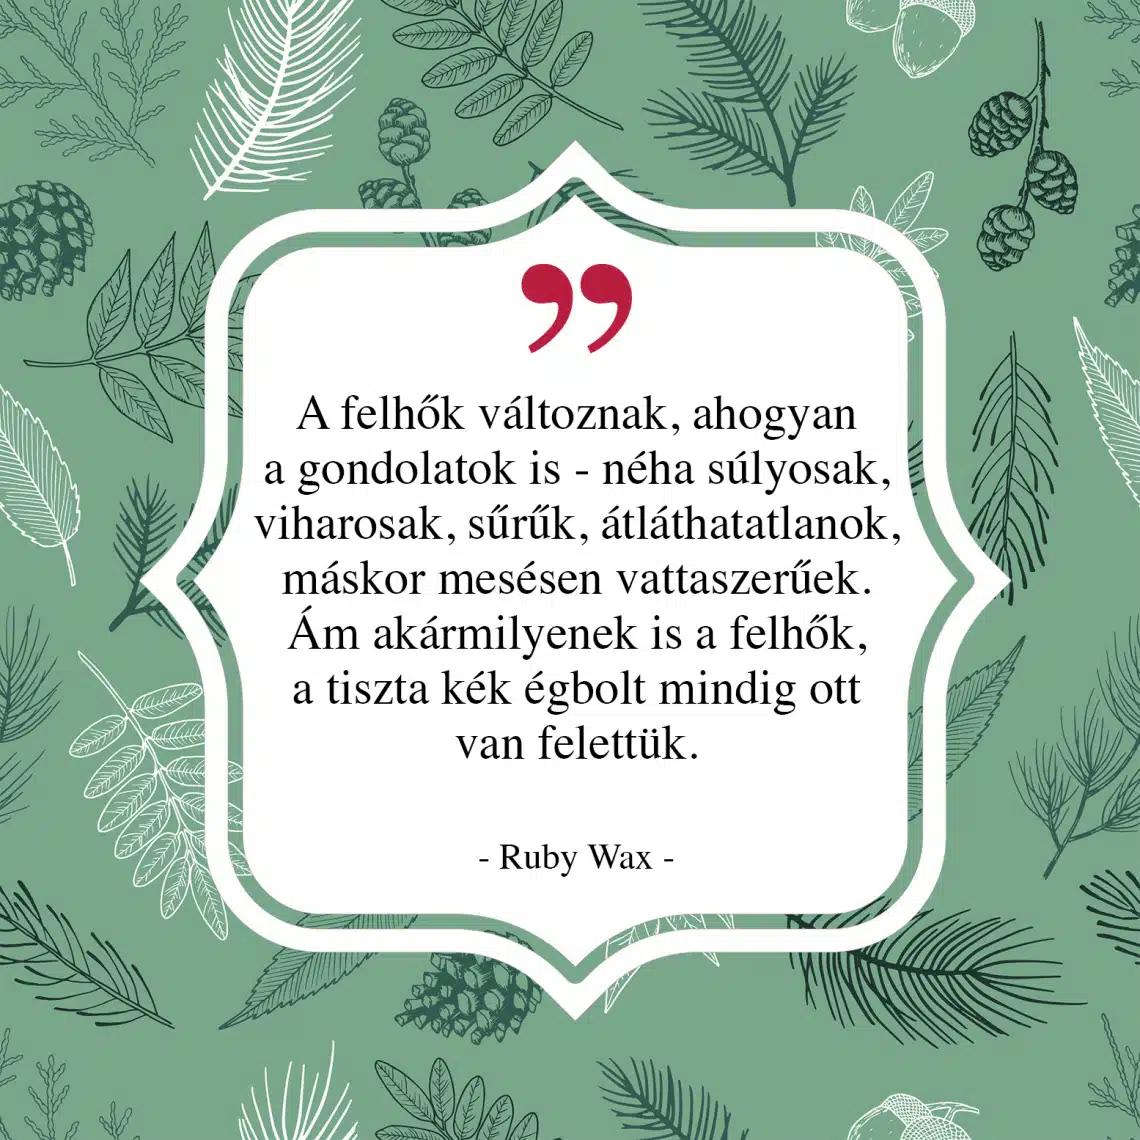 ”
A felhők változnak, ahogyan
a gondolatok is - néha súlyosak,
viharosak, sűrűk, átláthatatlanok,
máskor mesésen vattaszerűek.
Ám akármilyenek is a felhők,
a tiszta kék égbolt mindig ott
van felettük.
- Ruby Wax -